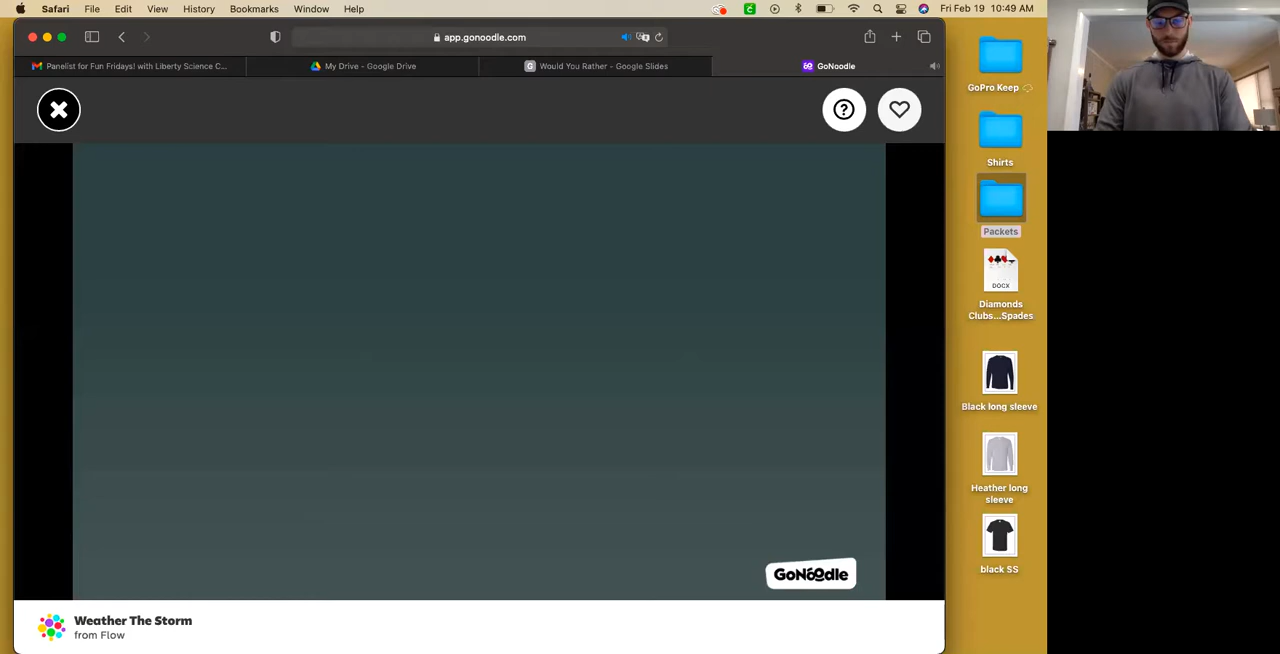 Safari File Edit View History Bookmarks Window Help Fri Feb 19 10:49 AM
app.gonoodle.com
Panelist for Fun Fridays! with Liberty Science C... My Drive - Google Drive Would You Rather - Google Slides GoNoodle
GoNoodle
Weather The Storm
from Flow
GoPro Keep
Shirts
Packets
DOCX
Diamonds
Clubs...Spades
Black long sleeve
Heather long
sleeve
black SS